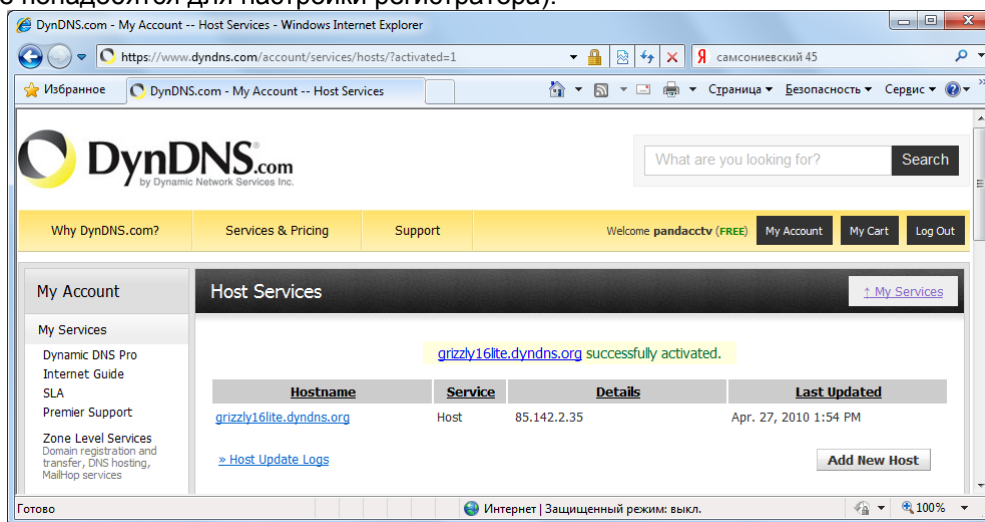 понадобятся для настройки регистратора).
DynDNS.com - My Account -- Host Services - Windows Internet Explorer
https://www.dyndns.com/account/services/hosts/?activated=1
самсониевский 45
Избранное
DynDNS.com - My Account -- Host Services
Страница
Безопасность
Сервис
DynDNS.com
by Dynamic Network Services Inc.
What are you looking for?
Search
Why DynDNS.com?
Services & Pricing
Support
Welcome pandacctv (FREE)
My Account
My Cart
Log Out
My Account
Host Services
↑ My Services
My Services
grizzly16lite.dyndns.org successfully activated.
Dynamic DNS Pro
Internet Guide
SLA
Premier Support
Hostname Service Details Last Updated
grizzly16lite.dyndns.org Host 85.142.2.35 Apr. 27, 2010 1:54 PM
Zone Level Services
Domain registration and
transfer, DNS hosting,
MailHop services
» Host Update Logs
Add New Host
Готово
Интернет | Защищенный режим: выкл.
100%